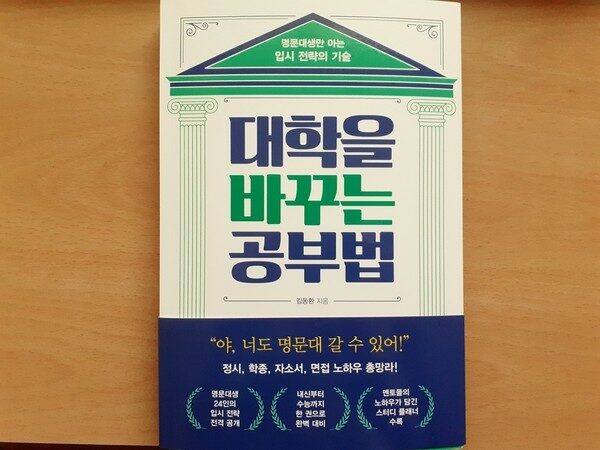 명문대생만 아는
입시 전략의 기술
대학을
바꾸는
공부법
김동환 지음
“야, 너도 명문대 갈 수 있어!”
정시, 학종, 자소서, 면접 노하우 총망라!
명문대생
24인의
입시 전략
전격 공개
내신부터
수능까지
한 권으로
완벽 대비
멘토들의
노하우가 담긴
스터디 플래너
수록